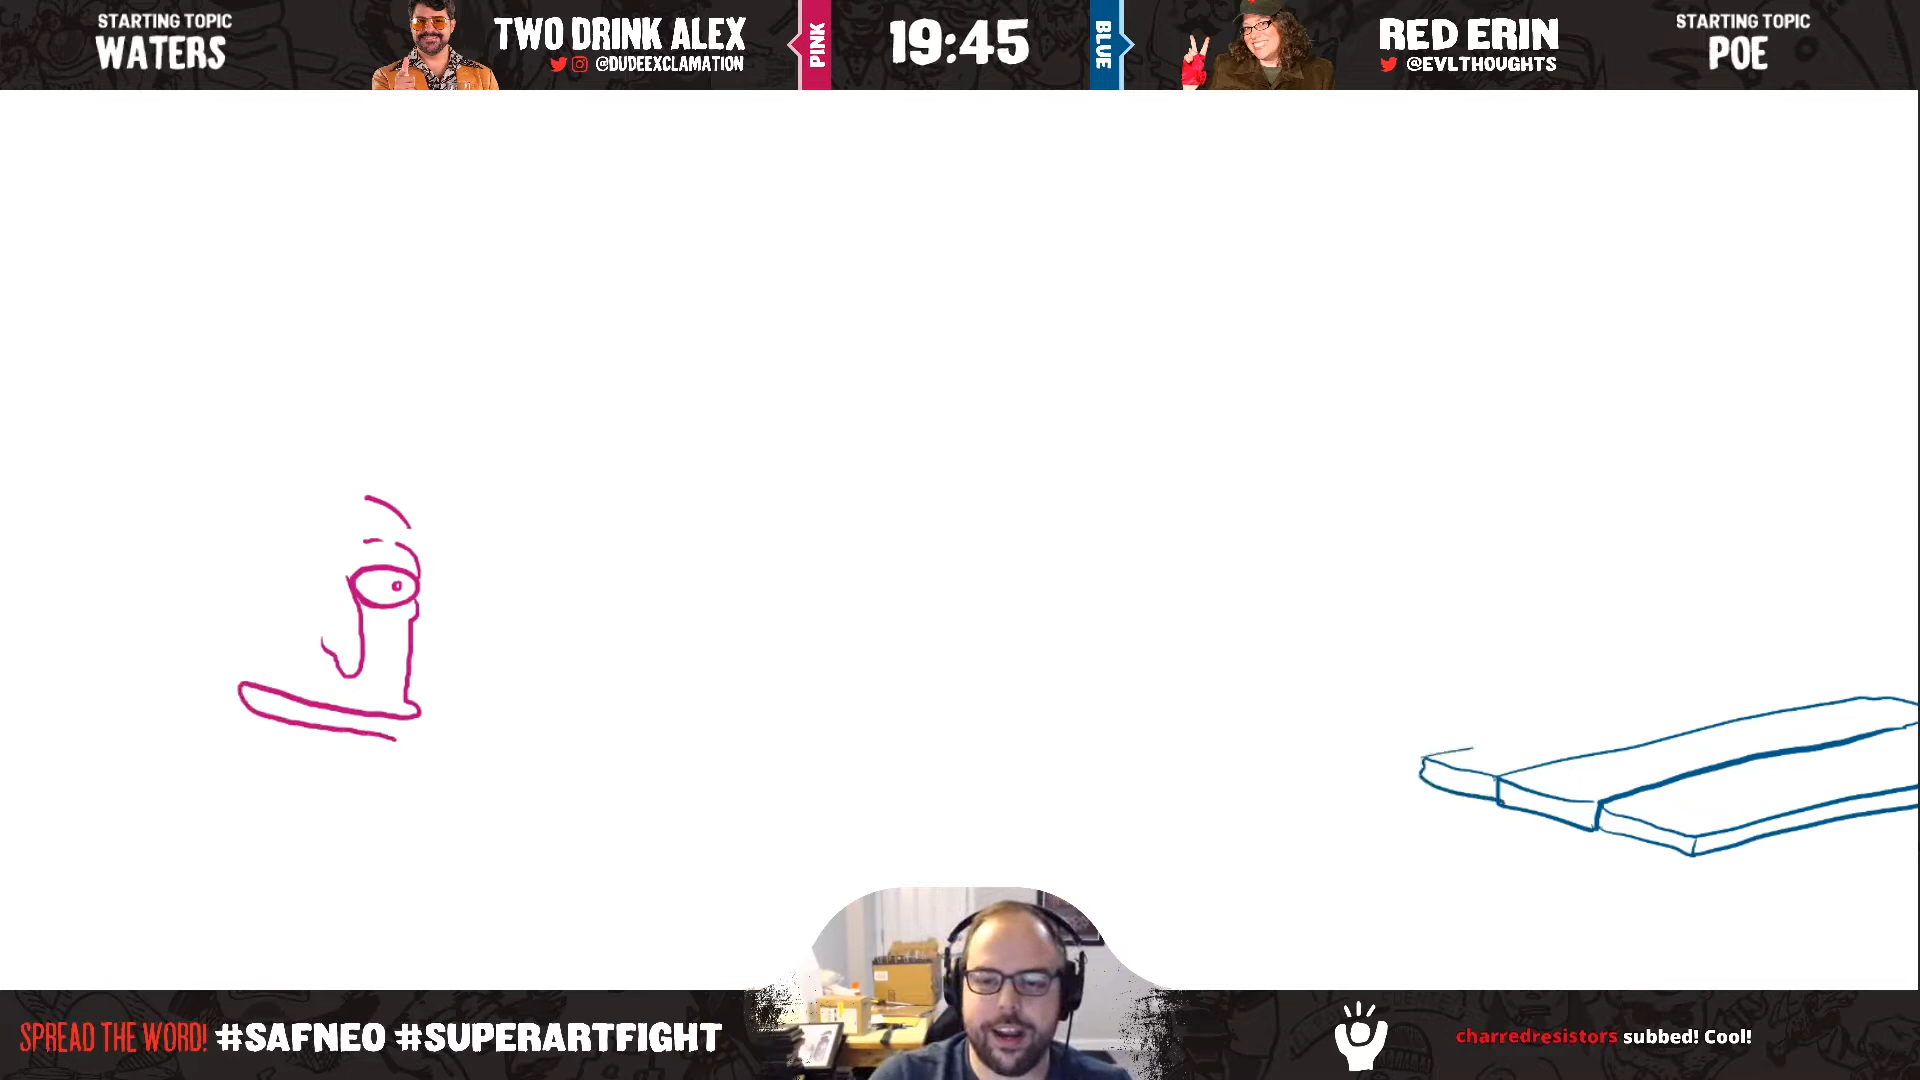 STARTING TOPIC
WATERS
TWO DRINK ALEX
@DUDEEXCLAMATION
PINK
19:45
BLUE
RED ERIN
@EVLTHOUGHTS
STARTING TOPIC
POE
SPREAD THE WORD! #SAFNEO #SUPERARTFIGHT
charredresistors subbed! Cool!